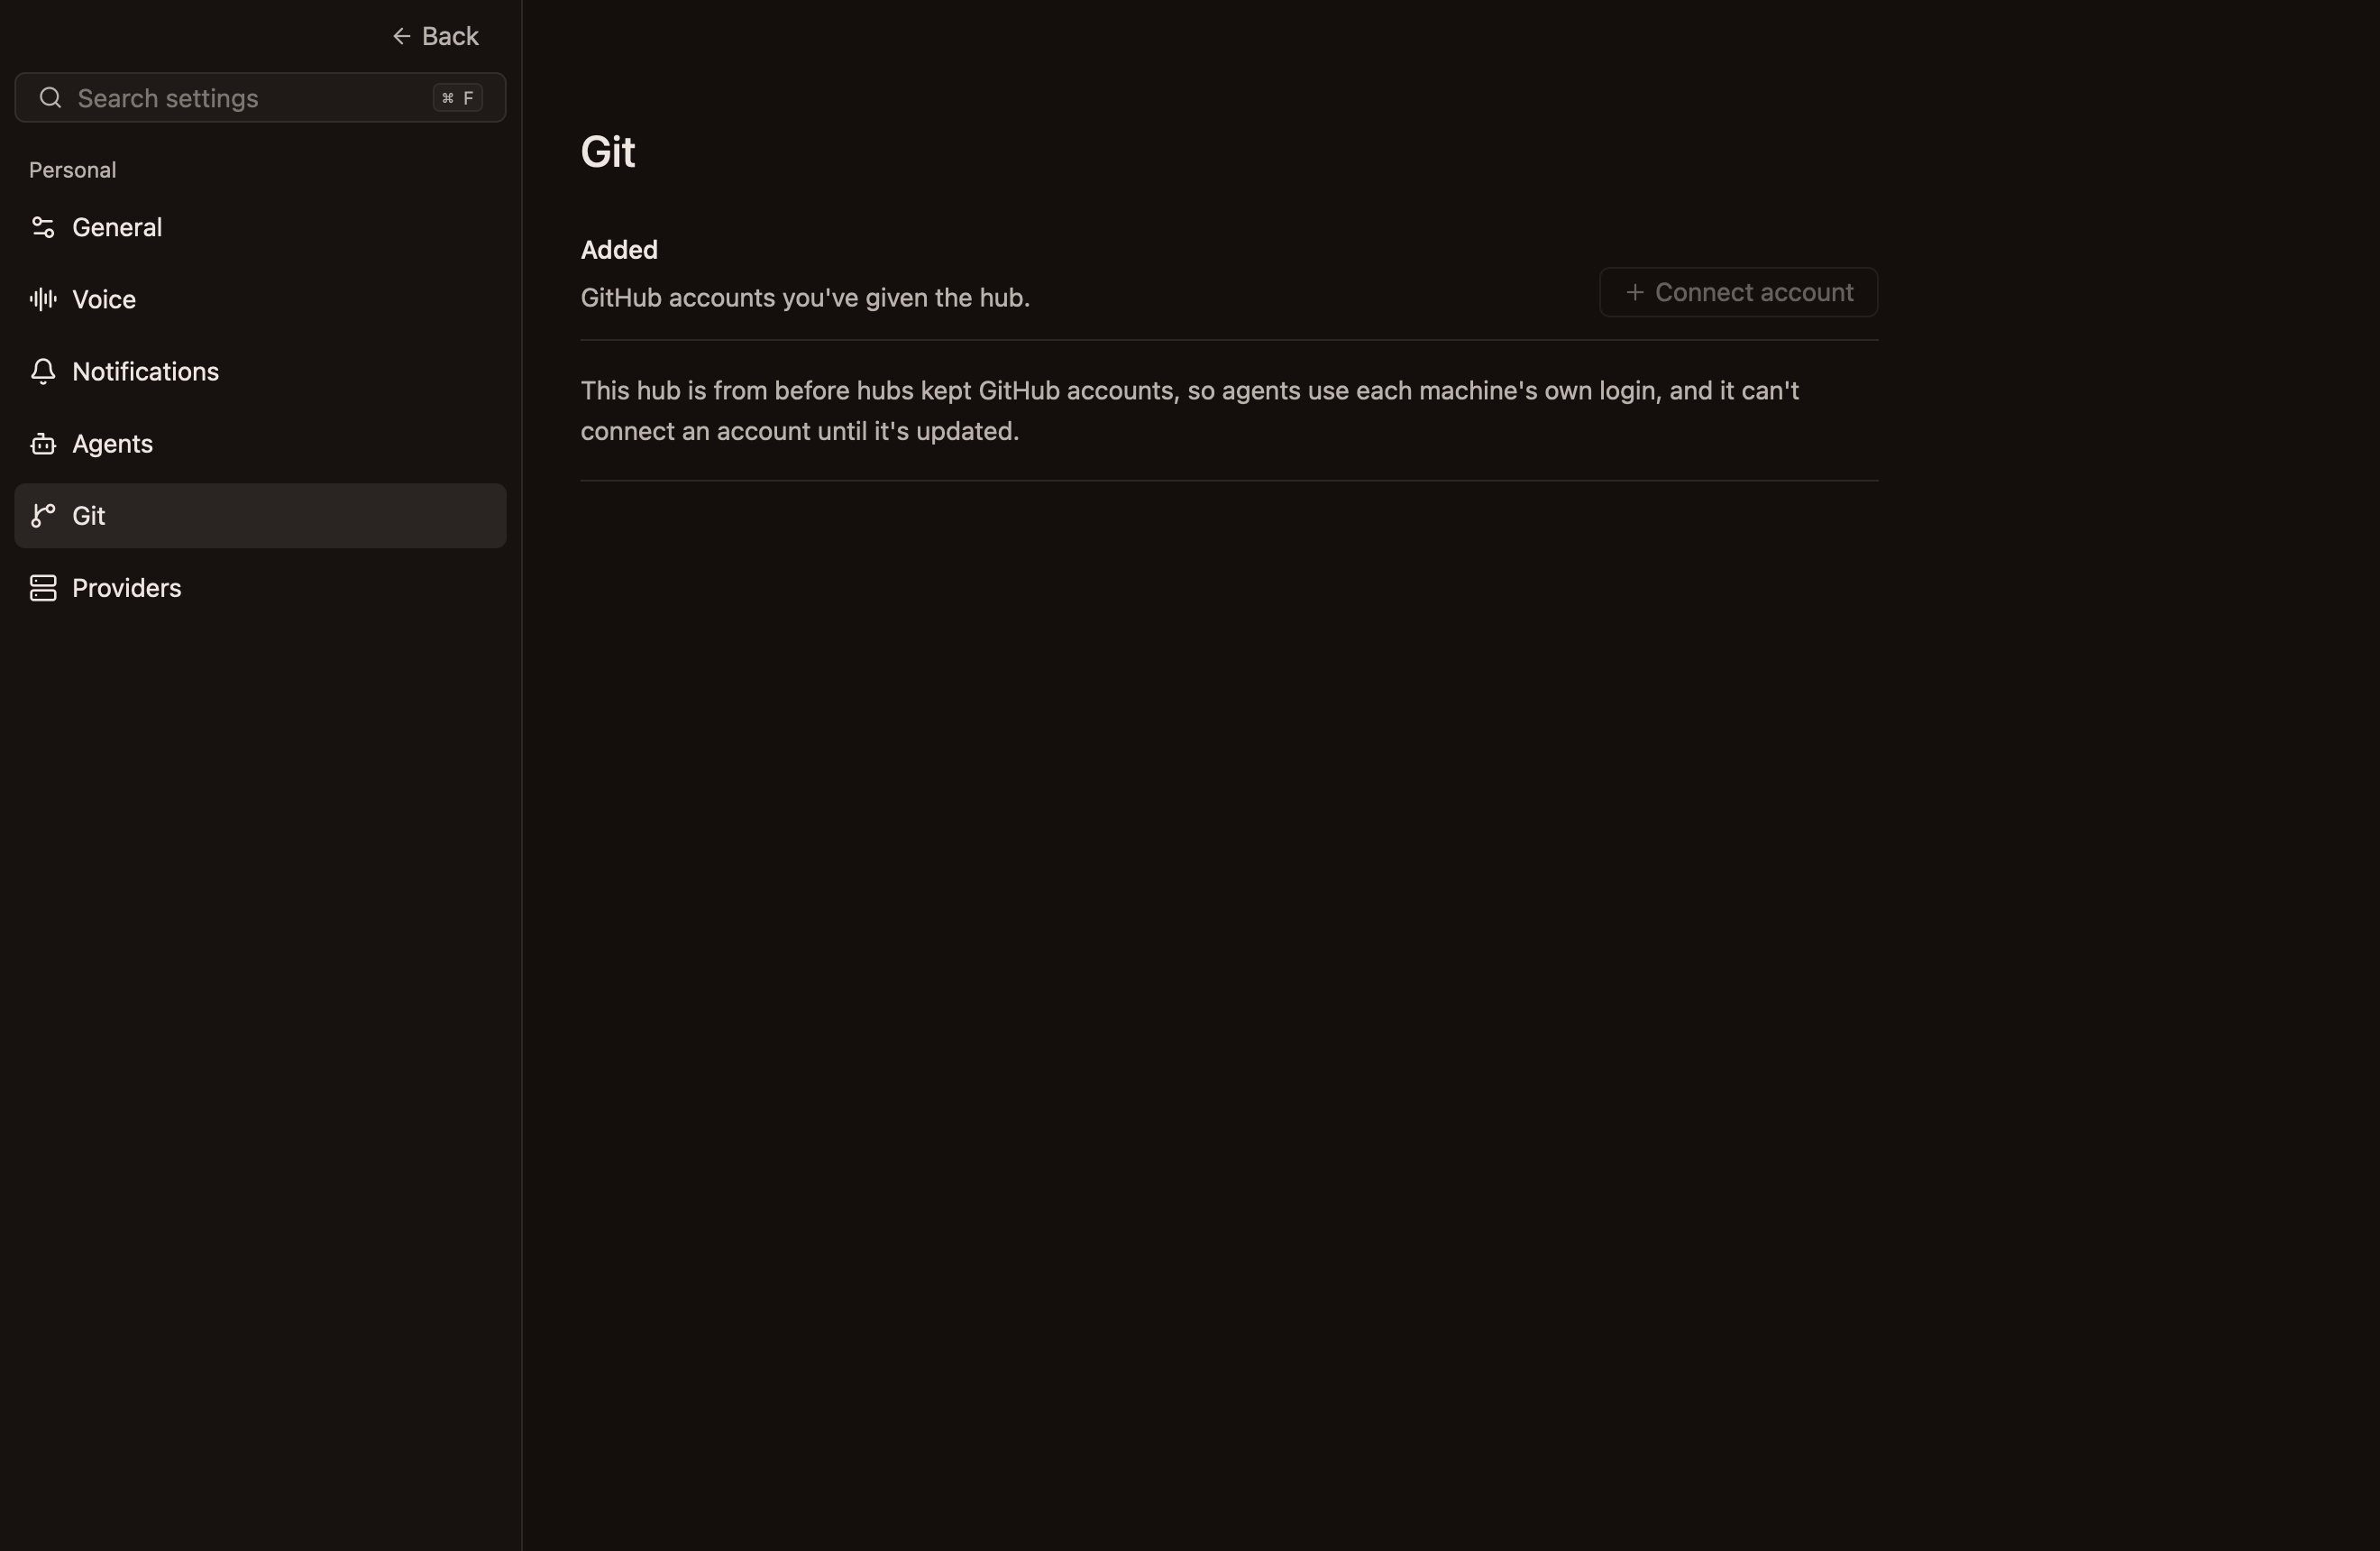 Back
Search settings
⌘ F
Personal
General
Voice
Notifications
Agents
Git
Providers
Git
Added
GitHub accounts you've given the hub.
Connect account
This hub is from before hubs kept GitHub accounts, so agents use each machine's own login, and it can't
connect an account until it's updated.